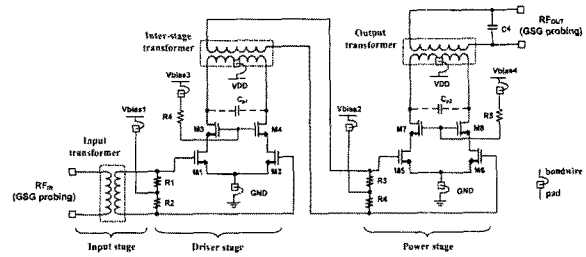 Inter-stage
transformer
Output
transformer
RFOUT
(GSG probing)
C4
VDD
VDD
Vbias3
Vbias4
Vbias1
Vbias2
R4
Cp1
Cp2
R5
M3
M4
M7
M8
Input
transformer
RFIN
(GSG probing)
R1
R2
M1
M2
GND
R3
R4
M5
M6
GND
bondwire
pad
Input stage
Driver stage
Power stage